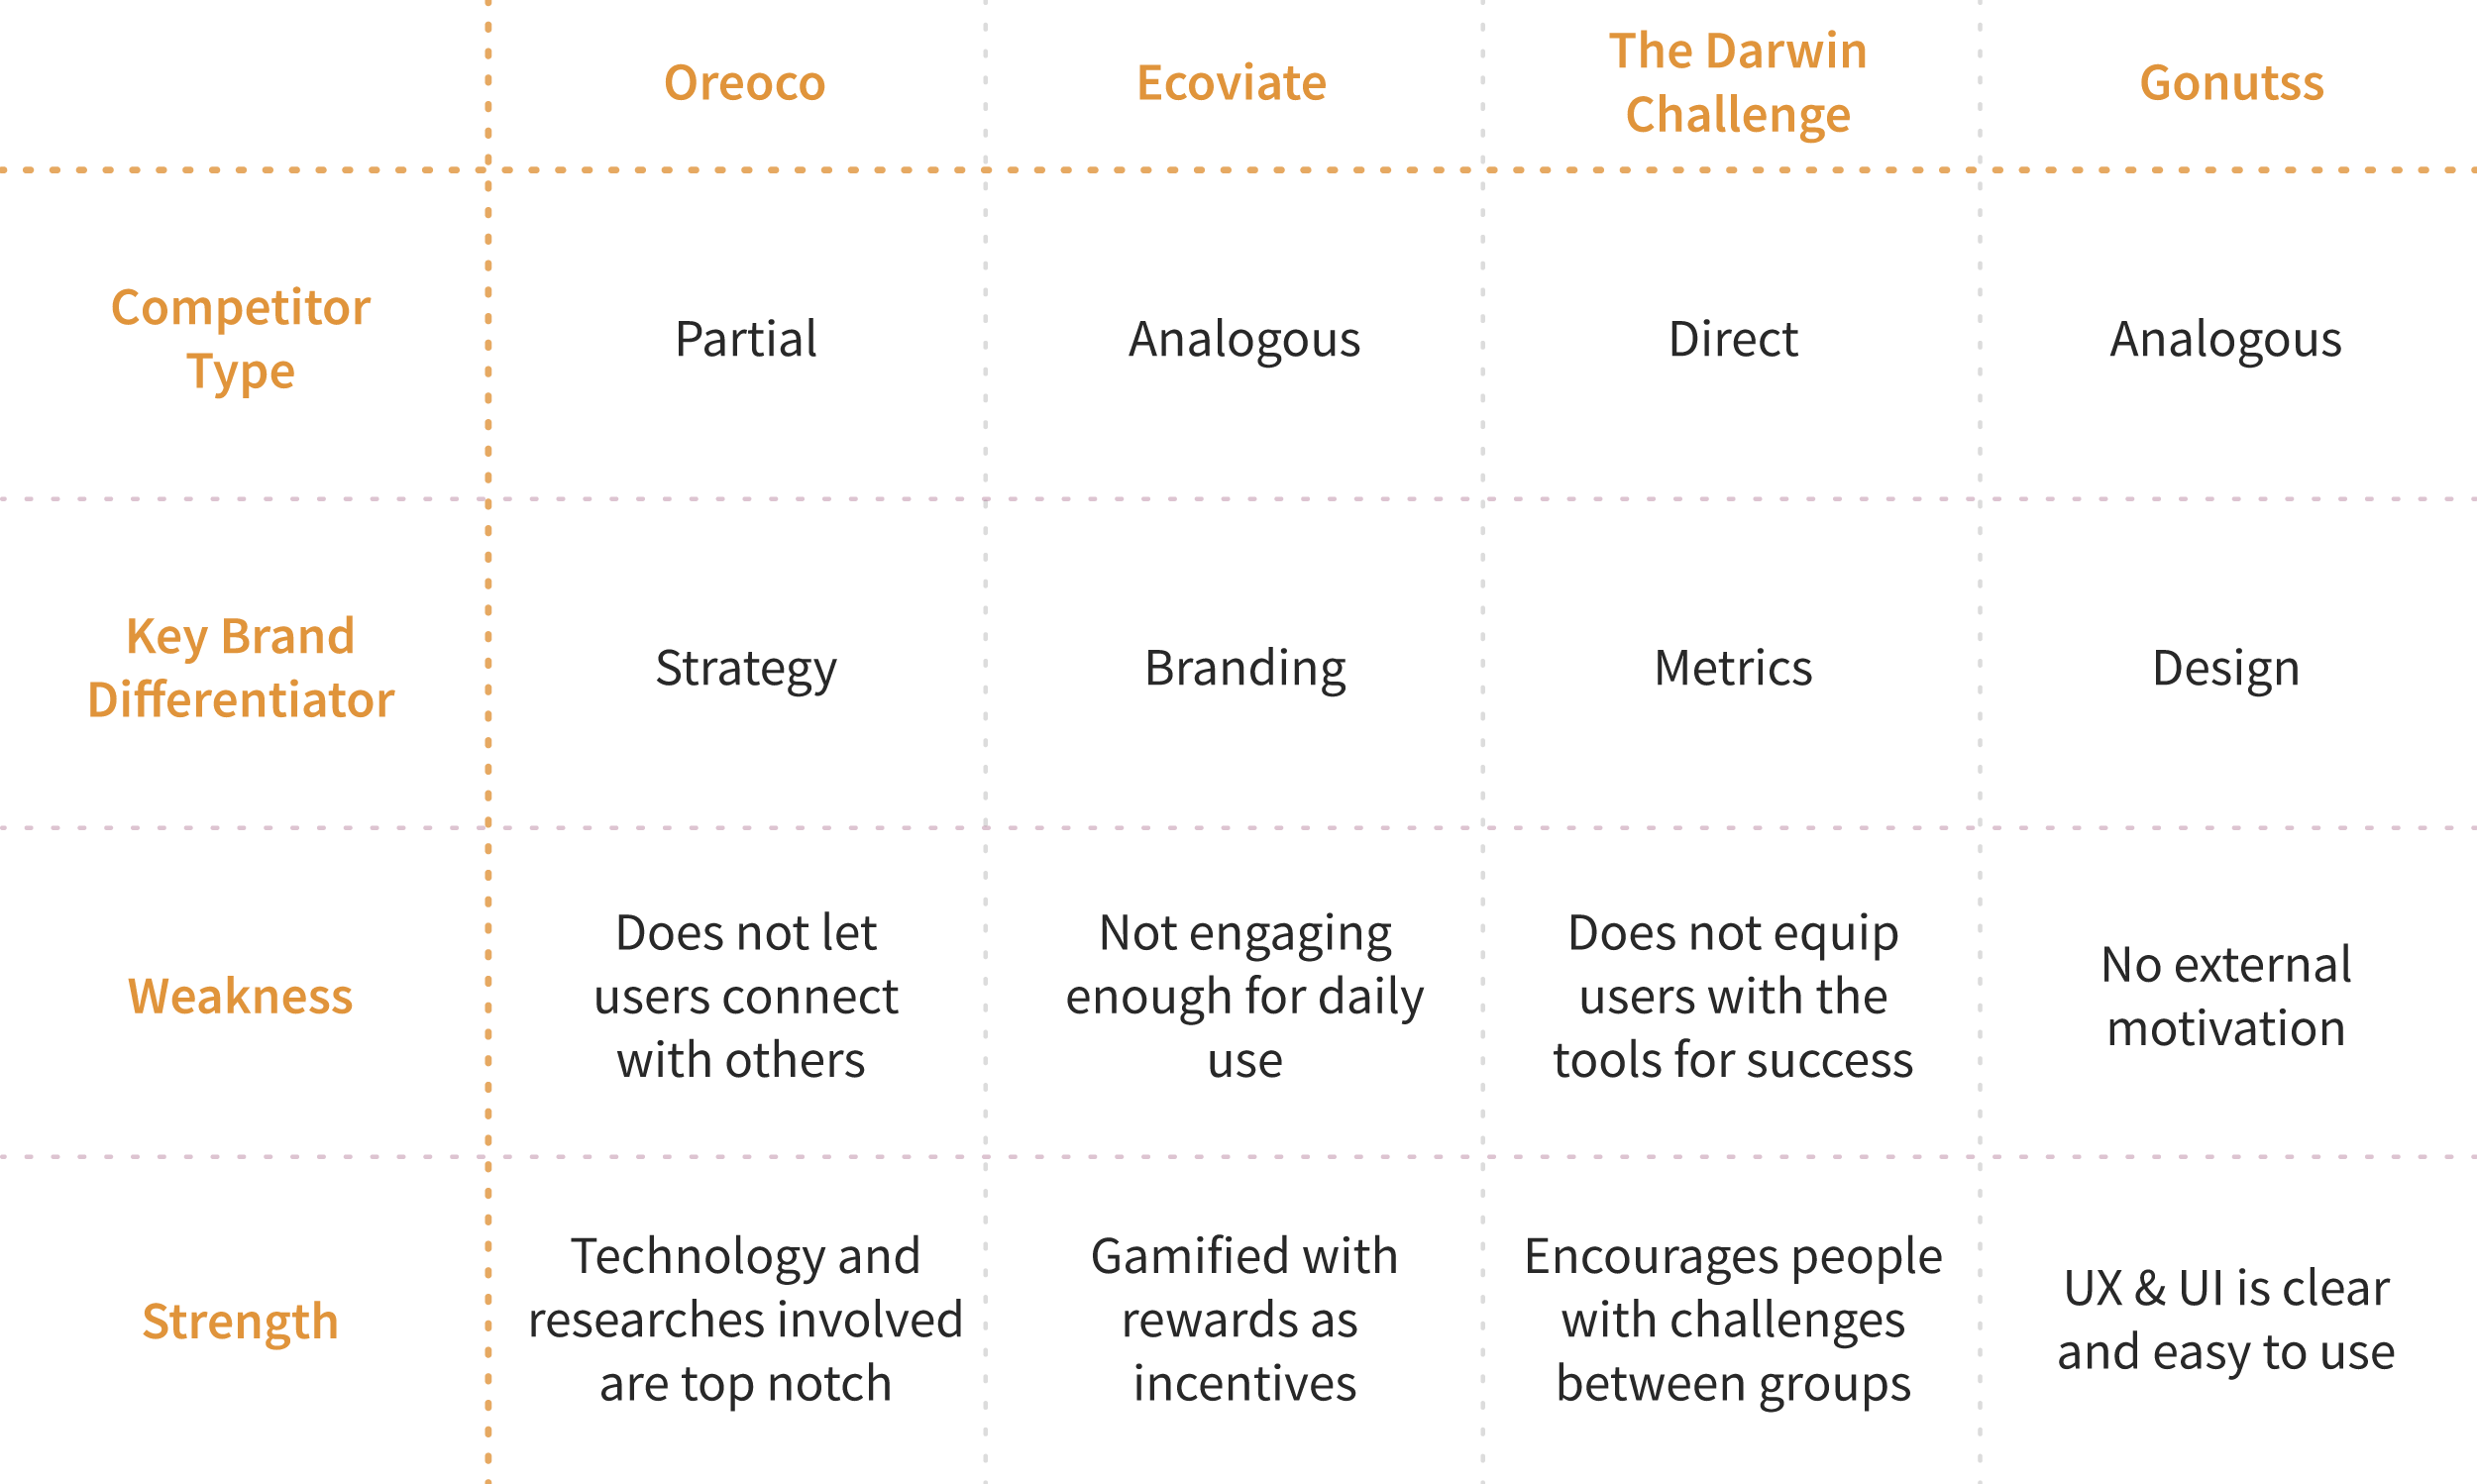 Oreoco
Ecoviate
The Darwin
Challenge
Gonutss
Competitor
Type
Partial
Analogous
Direct
Analogous
Key Brand
Differentiator
Strategy
Branding
Metrics
Design
Weakness
Does not let
users connect
with others
Not engaging
enough for daily
use
Does not equip
users with the
tools for success
No external
motivation
Strength
Technology and
researches involved
are top notch
Gamified with
rewards as
incentives
Encourages people
with challenges
between groups
UX & UI is clear
and easy to use